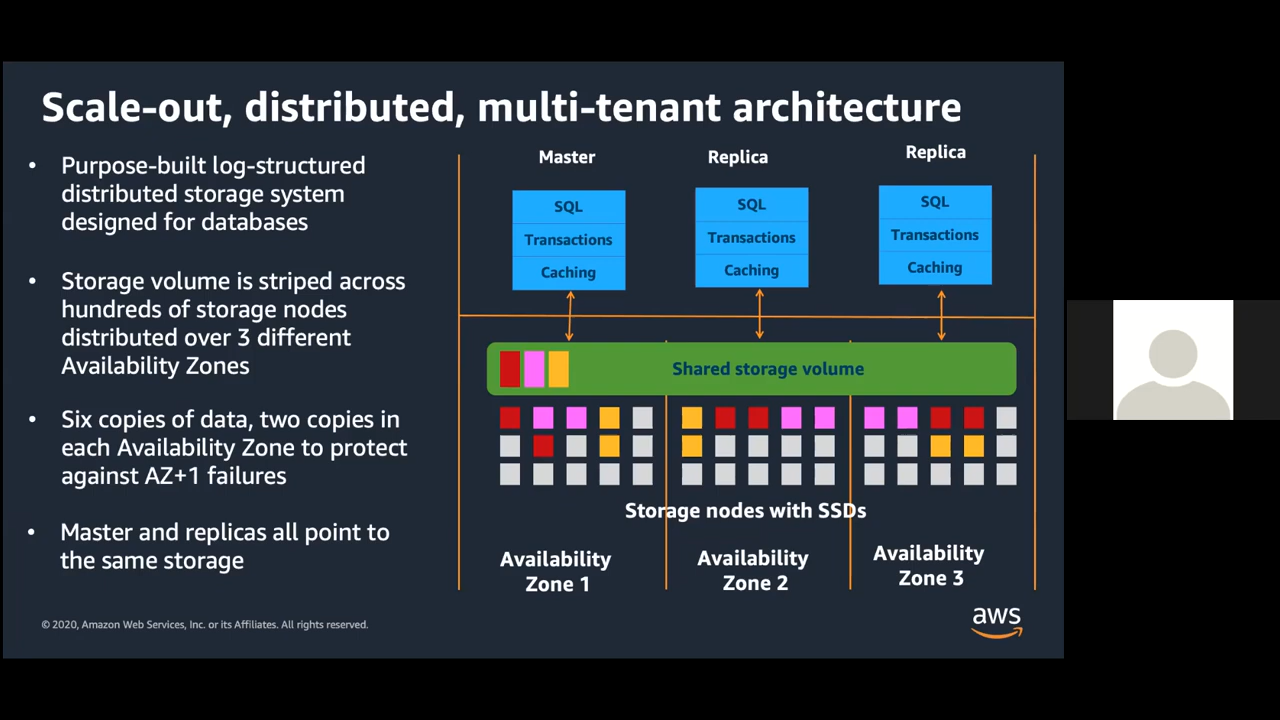 Scale-out, distributed, multi-tenant architecture
• Purpose-built log-structured
distributed storage system
designed for databases
• Storage volume is striped across
hundreds of storage nodes
distributed over 3 different
Availability Zones
• Six copies of data, two copies in
each Availability Zone to protect
against AZ+1 failures
• Master and replicas all point to
the same storage
Master
SQL
Transactions
Caching
Replica
SQL
Transactions
Caching
Replica
SQL
Transactions
Caching
Shared storage volume
Storage nodes with SSDs
Availability
Zone 1
Availability
Zone 2
Availability
Zone 3
© 2020, Amazon Web Services, Inc. or its Affiliates. All rights reserved.
aws